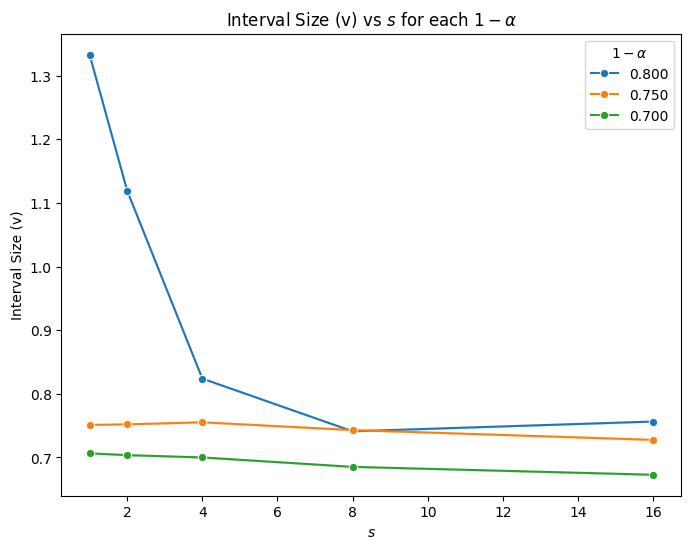 Interval Size (v) vs s for each 1 − α
1 − α
0.800
0.750
0.700
Interval Size (v)
1.3
1.2
1.1
1.0
0.9
0.8
0.7
2 4 6 8 10 12 14 16
s